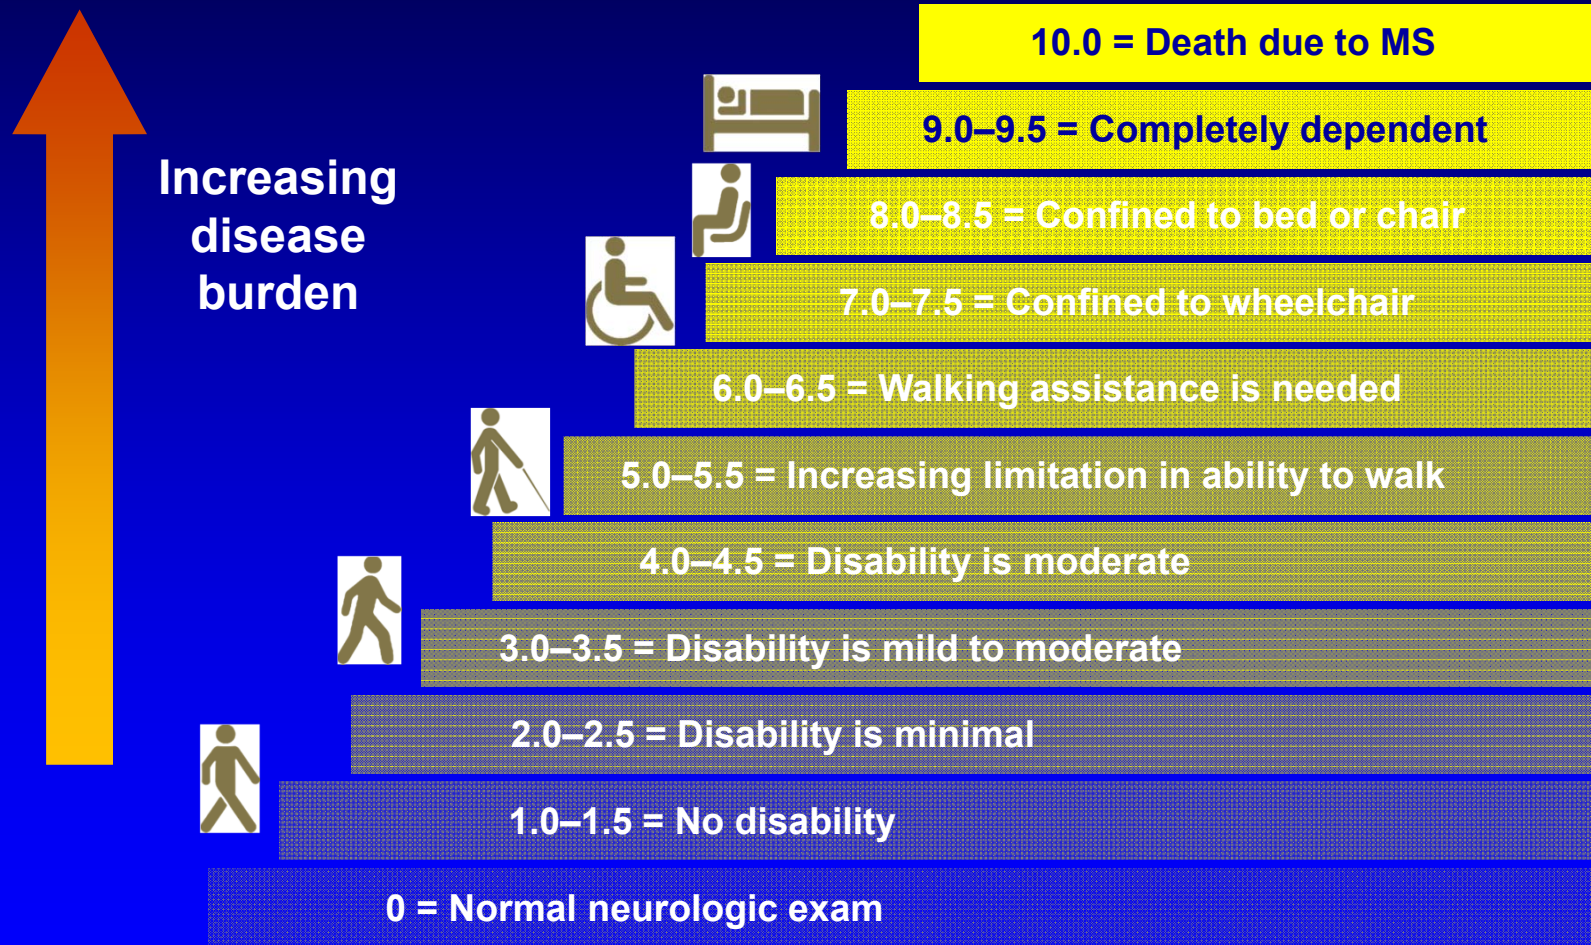 10.0 = Death due to MS
9.0–9.5 = Completely dependent
Increasing
disease
burden
8.0–8.5 = Confined to bed or chair
7.0–7.5 = Confined to wheelchair
6.0–6.5 = Walking assistance is needed
5.0–5.5 = Increasing limitation in ability to walk
4.0–4.5 = Disability is moderate
3.0–3.5 = Disability is mild to moderate
2.0–2.5 = Disability is minimal
1.0–1.5 = No disability
0 = Normal neurologic exam